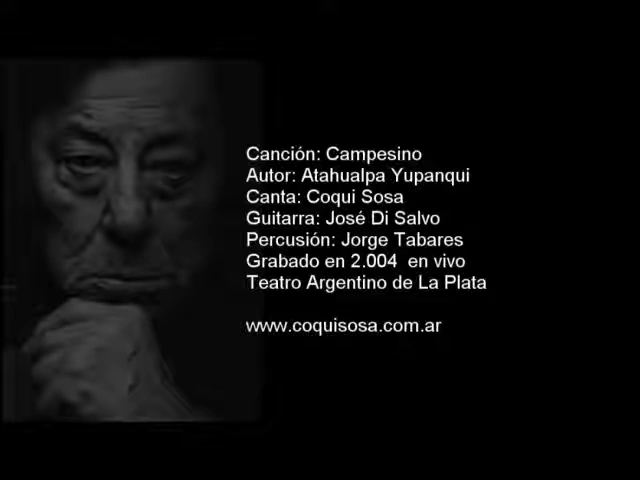 Canción: Campesino
Autor: Atahualpa Yupanqui
Canta: Coqui Sosa
Guitarra: José Di Salvo
Percusión: Jorge Tabares
Grabado en 2.004  en vivo
Teatro Argentino de La Plata
www.coquisosa.com.ar